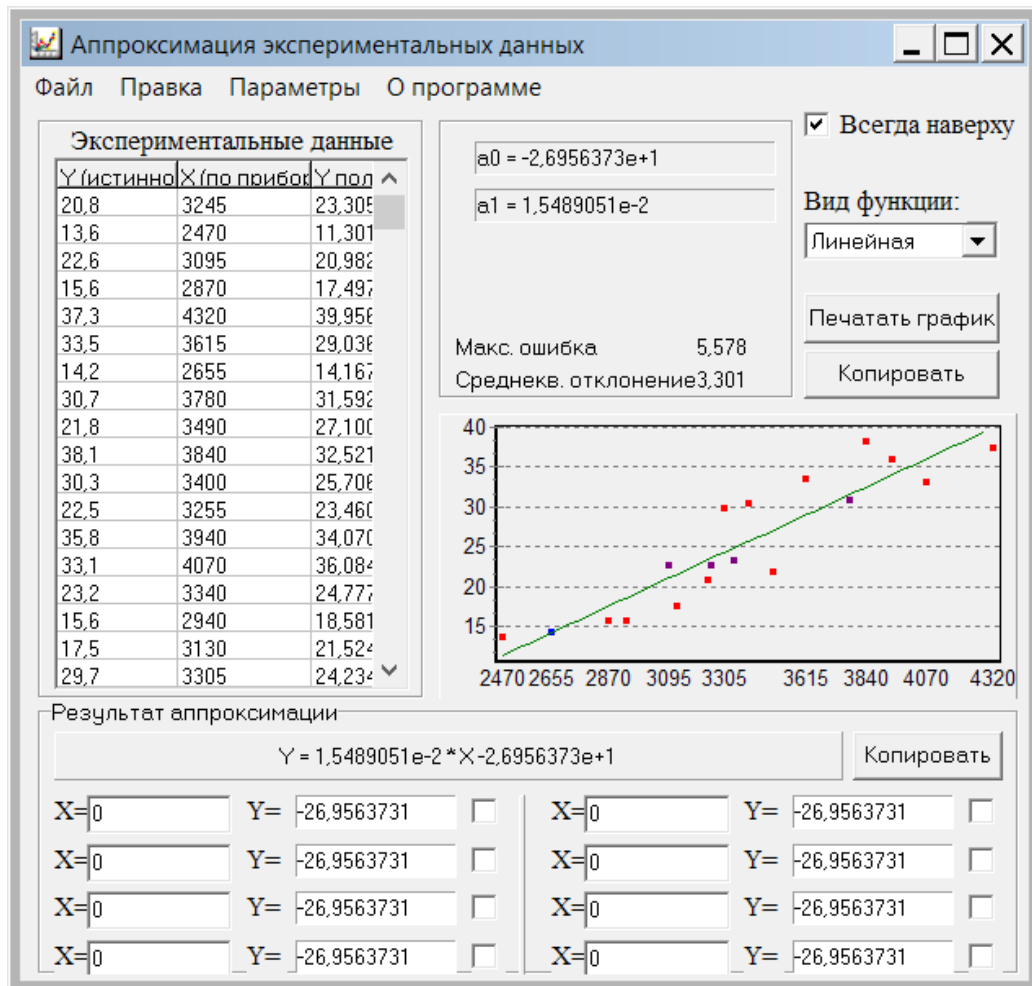 Аппроксимация экспериментальных данных
Файл Правка Параметры О программе
Экспериментальные данные
Y (истинно X (по прибор Y пол
20,8 3245 23,305
13,6 2470 11,301
22,6 3095 20,982
15,6 2870 17,497
37,3 4320 39,956
33,5 3615 29,036
14,2 2655 14,167
30,7 3780 31,592
21,8 3490 27,100
38,1 3840 32,521
30,3 3400 25,706
22,5 3255 23,460
35,8 3940 34,070
33,1 4070 36,084
23,2 3340 24,777
15,6 2940 18,581
17,5 3130 21,524
29,7 3305 24,234
a0 = -2,6956373e+1
a1 = 1,5489051e-2
Макс. ошибка 5,578
Среднекв. отклонение 3,301
Всегда наверху
Вид функции:
Линейная
Печатать график
Копировать
40
35
30
25
20
15
2470 2655 2870 3095 3305 3615 3840 4070 4320
Результат аппроксимации
Y = 1,5489051e-2 * X -2,6956373e+1
Копировать
X= 0 Y= -26,9563731 X= 0 Y= -26,9563731
X= 0 Y= -26,9563731 X= 0 Y= -26,9563731
X= 0 Y= -26,9563731 X= 0 Y= -26,9563731
X= 0 Y= -26,9563731 X= 0 Y= -26,9563731